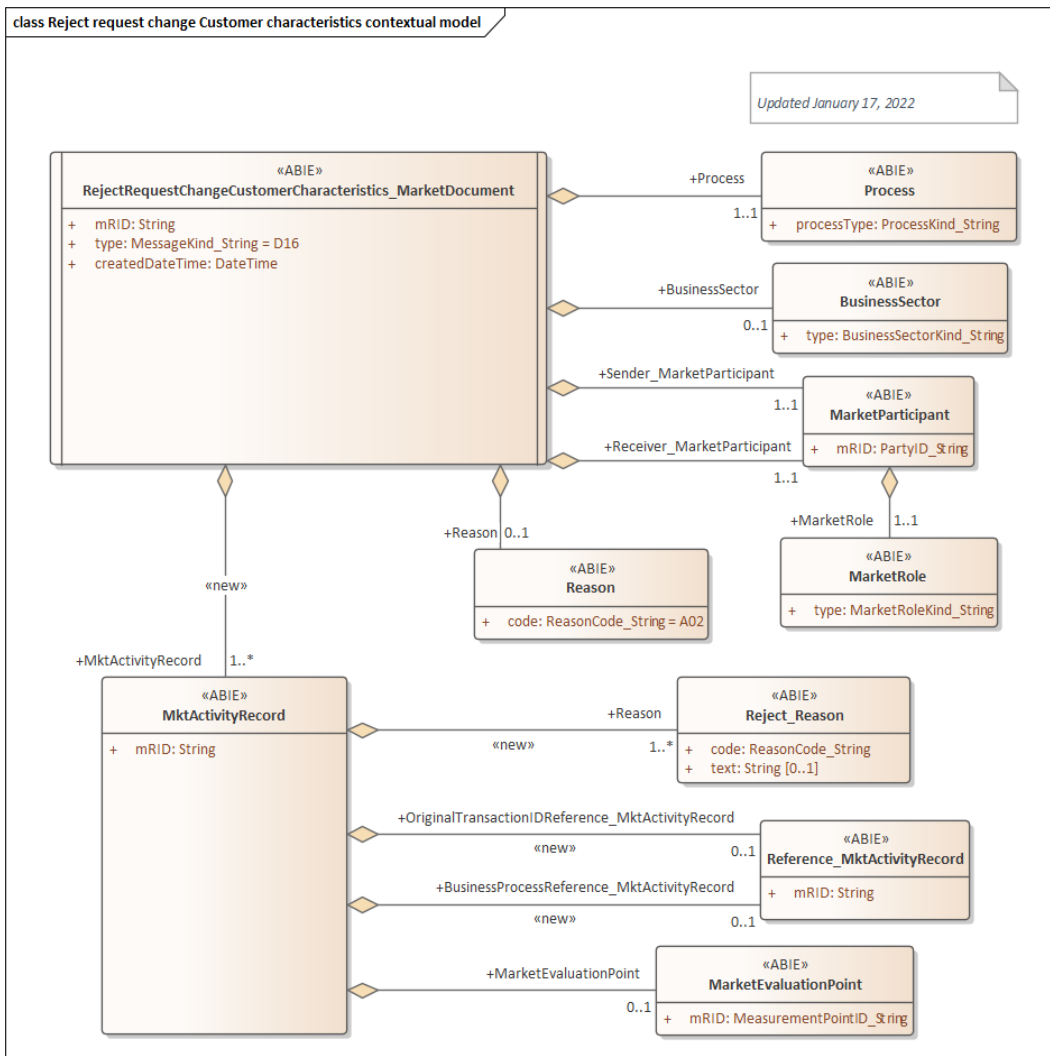 class Reject request change Customer characteristics contextual model
Updated January 17, 2022
«ABIE»
RejectRequestChangeCustomerCharacteristics_MarketDocument
+ mRID: String
+ type: MessageKind_String = D16
+ createdDateTime: DateTime
+Process
1..1
«ABIE»
Process
+ processType: ProcessKind_String
+BusinessSector
0..1
«ABIE»
BusinessSector
+ type: BusinessSectorKind_String
+Sender_MarketParticipant
1..1
+Receiver_MarketParticipant
1..1
«ABIE»
MarketParticipant
+ mRID: PartyID_String
+MarketRole 1..1
«ABIE»
MarketRole
+ type: MarketRoleKind_String
+Reason 0..1
«ABIE»
Reason
+ code: ReasonCode_String = A02
«new»
+MktActivityRecord 1..*
«ABIE»
MktActivityRecord
+ mRID: String
+Reason
«new»
1..*
«ABIE»
Reject_Reason
+ code: ReasonCode_String
+ text: String [0..1]
+OriginalTransactionIDReference_MktActivityRecord
«new»
0..1
+BusinessProcessReference_MktActivityRecord
«new»
0..1
«ABIE»
Reference_MktActivityRecord
+ mRID: String
+MarketEvaluationPoint
0..1
«ABIE»
MarketEvaluationPoint
+ mRID: MeasurementPointID_String